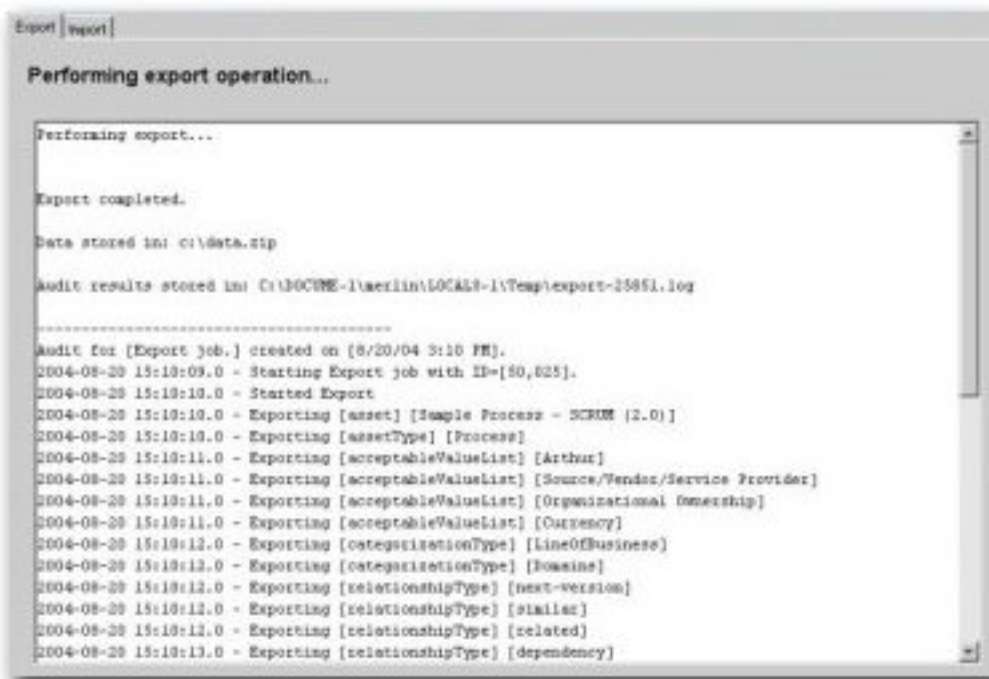 Export Import
Performing export operation...
Performing export...
Export completed.
Data stored in: c:\data.zip
Audit results stored in: C:\DOCUME~1\merlin\LOCALS~1\Temp\export-25851.log
----------------------------------------
Audit for [Export job.] created on [8/20/04 3:10 PM].
2004-08-20 15:10:09.0 - Starting Export job with ID=[50,025].
2004-08-20 15:10:10.0 - Started Export
2004-08-20 15:10:10.0 - Exporting [asset] [Sample Process - SCRUM (2.0)]
2004-08-20 15:10:10.0 - Exporting [assetType] [Process]
2004-08-20 15:10:11.0 - Exporting [acceptableValueList] [Arthur]
2004-08-20 15:10:11.0 - Exporting [acceptableValueList] [Source/Vendor/Service Provider]
2004-08-20 15:10:11.0 - Exporting [acceptableValueList] [Organizational Ownership]
2004-08-20 15:10:11.0 - Exporting [acceptableValueList] [Currency]
2004-08-20 15:10:12.0 - Exporting [categorizationType] [LineOfBusiness]
2004-08-20 15:10:12.0 - Exporting [categorizationType] [Domains]
2004-08-20 15:10:12.0 - Exporting [relationshipType] [next-version]
2004-08-20 15:10:12.0 - Exporting [relationshipType] [similar]
2004-08-20 15:10:12.0 - Exporting [relationshipType] [related]
2004-08-20 15:10:13.0 - Exporting [relationshipType] [dependency]